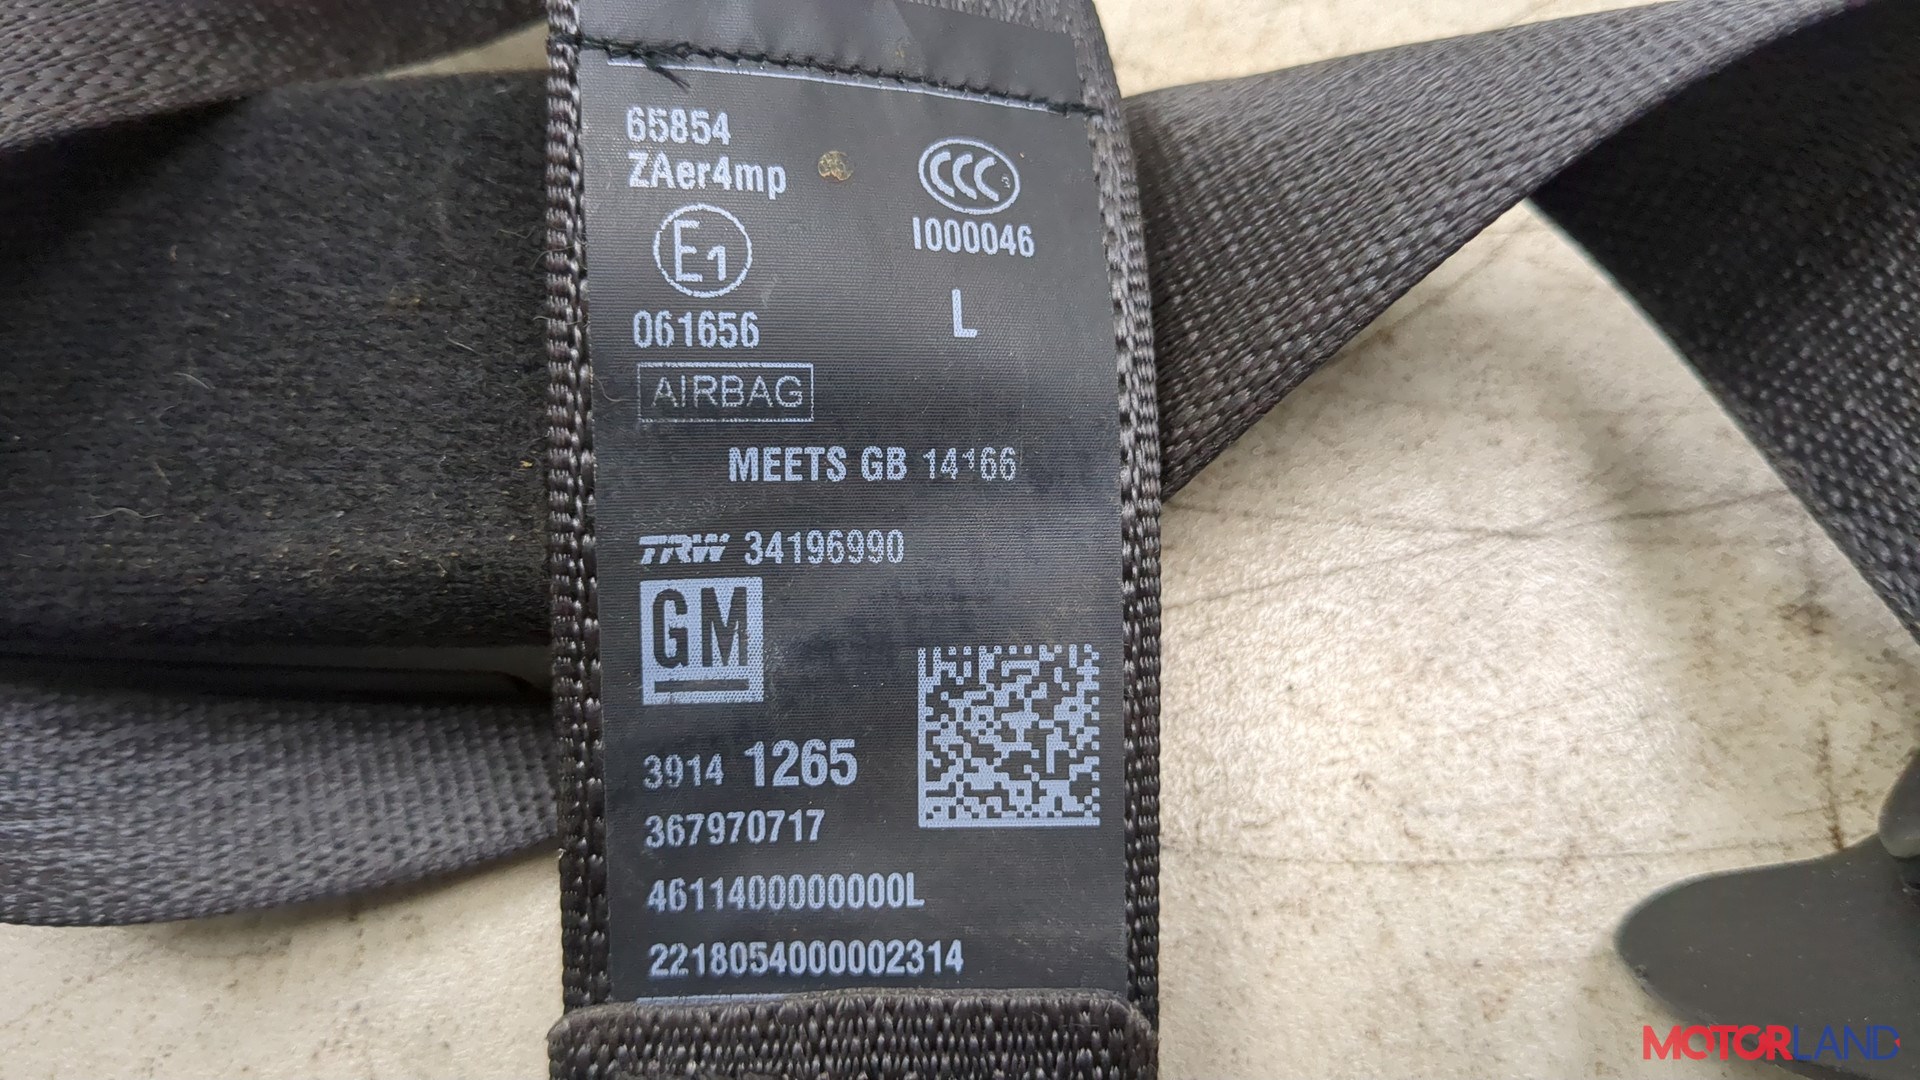 65854
ZAer4mp
CCC
I000046
E1
061656
L
AIRBAG
MEETS GB 14166
TRW 34196990
GM
3914 1265
367970717
4611400000000L
2218054000002314
MOTORLAND